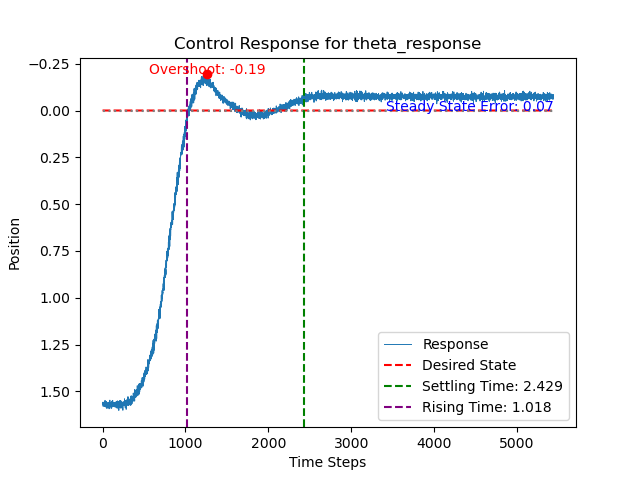 Control Response for theta_response
Overshoot: -0.19
Steady State Error: 0.07
−0.25
0.00
0.25
0.50
0.75
1.00
1.25
1.50
Position
0
1000
2000
3000
4000
5000
Time Steps
Response
Desired State
Settling Time: 2.429
Rising Time: 1.018